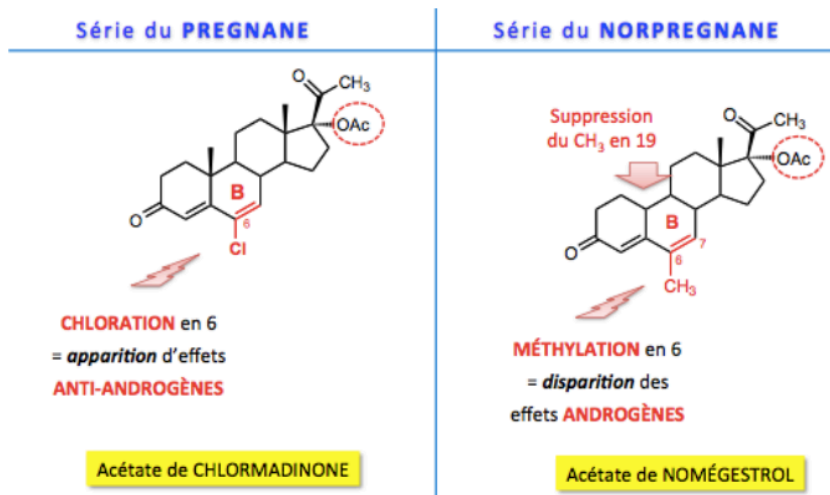 Série du PREGNANE
O
CH₃
OAc
B
6
O
Cl
CHLORATION en 6
= apparition d'effets
ANTI-ANDROGÈNES
Acétate de CHLORMADINONE
Série du NORPREGNANE
Suppression
du CH₃ en 19
O
CH₃
OAc
B
7
6
O
CH₃
MÉTHYLATION en 6
= disparition des
effets ANDROGÈNES
Acétate de NOMÉGESTROL